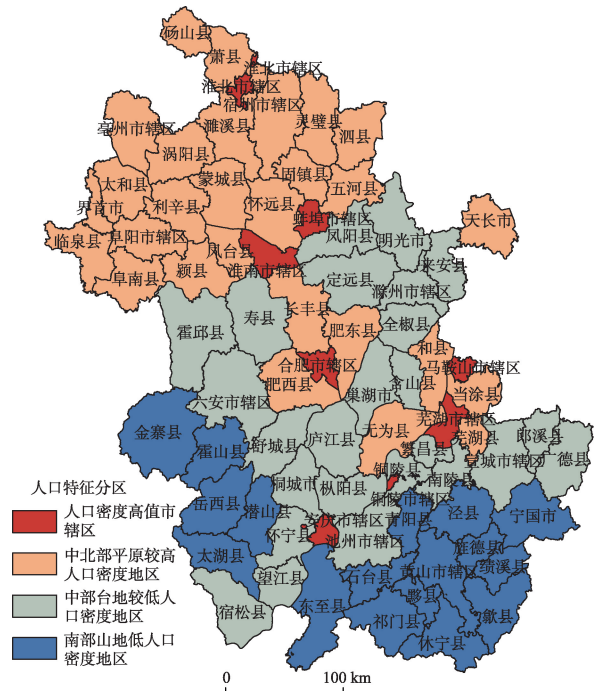 砀山县
萧县
淮北市辖区
淮北市辖区
宿州市辖区
亳州市辖区
濉溪县
灵璧县
泗县
涡阳县
太和县
蒙城县
固镇县
五河县
界首市
利辛县
怀远县
蚌埠市辖区
天长市
临泉县
阜阳市辖区
凤台县
凤阳县
明光市
阜南县
颍县
淮南市辖区
定远县
来安县
滁州市辖区
霍邱县
寿县
长丰县
肥东县
全椒县
和县
合肥市辖区
马鞍山市辖区
肥西县
巢湖市
含山县
当涂县
六安市辖区
芜湖市辖区
金寨县
霍山县
舒城县
庐江县
无为县
芜湖县
郎溪县
繁昌县
宣城市辖区
广德县
铜陵县
南陵县
桐城市
枞阳县
铜陵市辖区
岳西县
潜山县
安庆市辖区
青阳县
泾县
宁国市
怀宁县
池州市辖区
太湖县
旌德县
绩溪县
望江县
石台县
黄山市辖区
宿松县
东至县
黟县
祁门县
歙县
休宁县
人口特征分区
人口密度高值市
辖区
中北部平原较高
人口密度地区
中部台地较低人
口密度地区
南部山地低人口
密度地区
0 100 km